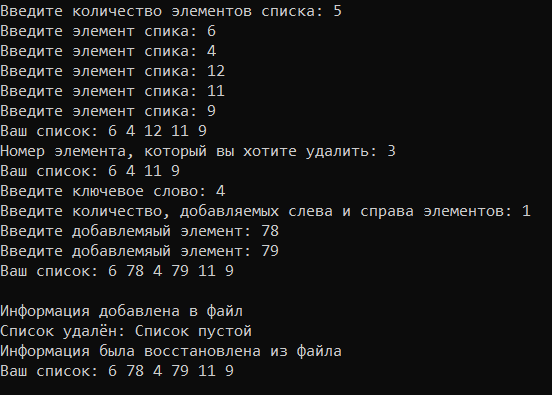 Введите количество элементов списка: 5
Введите элемент спика: 6
Введите элемент спика: 4
Введите элемент спика: 12
Введите элемент спика: 11
Введите элемент спика: 9
Ваш список: 6 4 12 11 9
Номер элемента, который вы хотите удалить: 3
Ваш список: 6 4 11 9
Введите ключевое слово: 4
Введите количество, добавляемых слева и справа элементов: 1
Введите добавлемяый элемент: 78
Введите добавлемяый элемент: 79
Ваш список: 6 78 4 79 11 9
Информация добавлена в файл
Список удалён: Список пустой
Информация была восстановлена из файла
Ваш список: 6 78 4 79 11 9